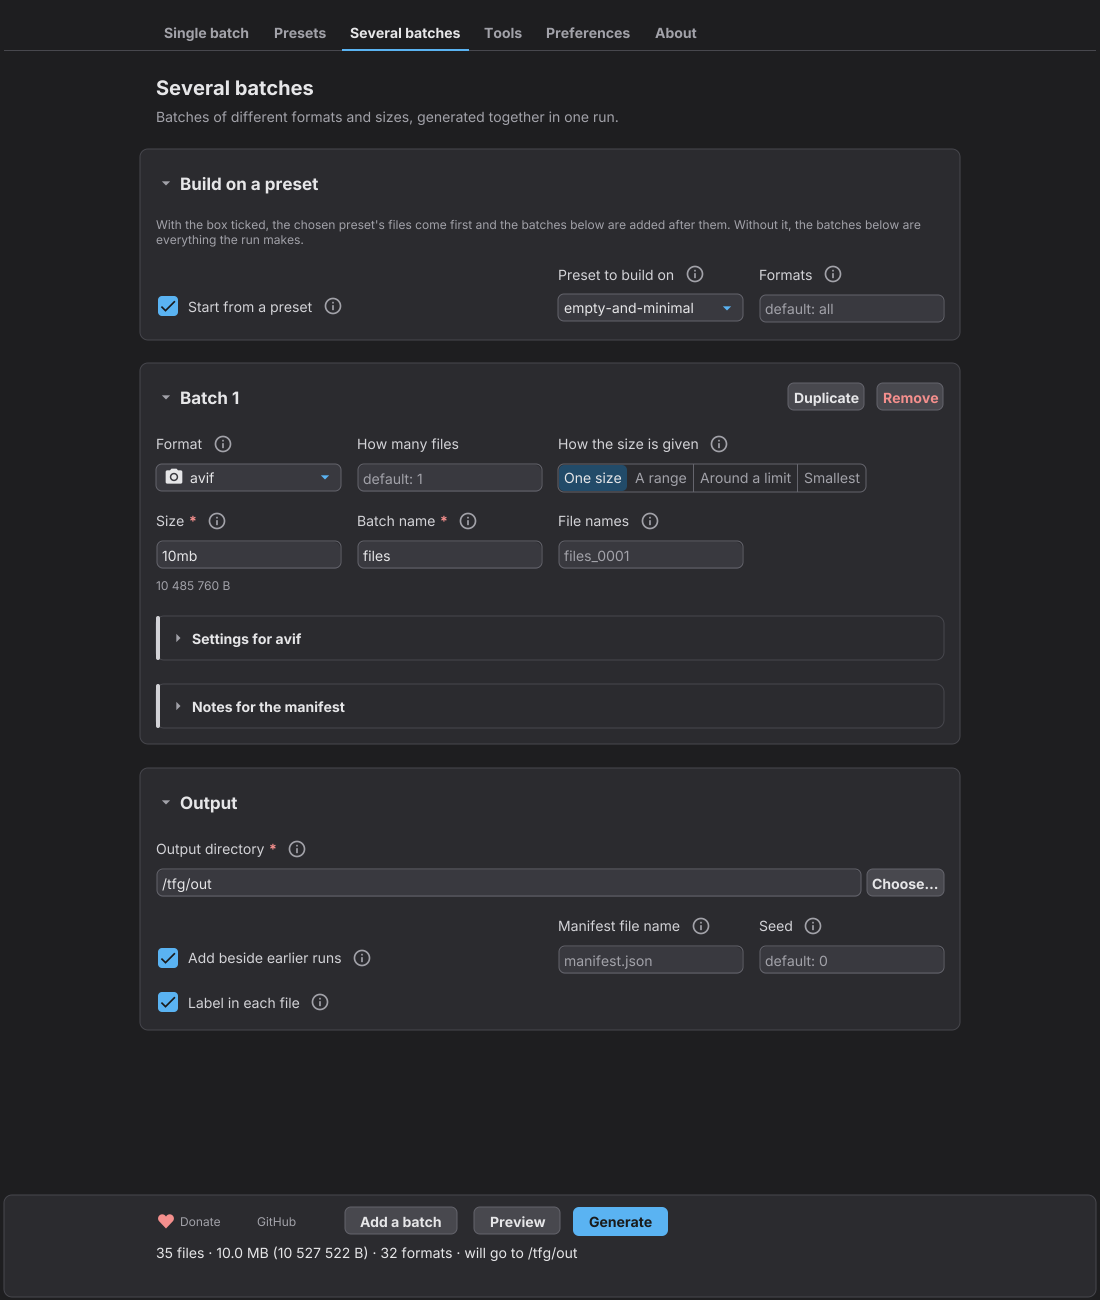 Single batch Presets Several batches Tools Preferences About
Several batches
Batches of different formats and sizes, generated together in one run.
Build on a preset
With the box ticked, the chosen preset's files come first and the batches below are added after them. Without it, the batches below are
everything the run makes.
Preset to build on Formats
Start from a preset empty-and-minimal default: all
Batch 1 Duplicate Remove
Format How many files How the size is given
avif default: 1 One size A range Around a limit Smallest
Size * Batch name * File names
10mb files files_0001
10 485 760 B
Settings for avif
Notes for the manifest
Output
Output directory *
/tfg/out Choose...
Manifest file name Seed
Add beside earlier runs manifest.json default: 0
Label in each file
Donate GitHub Add a batch Preview Generate
35 files · 10.0 MB (10 527 522 B) · 32 formats · will go to /tfg/out